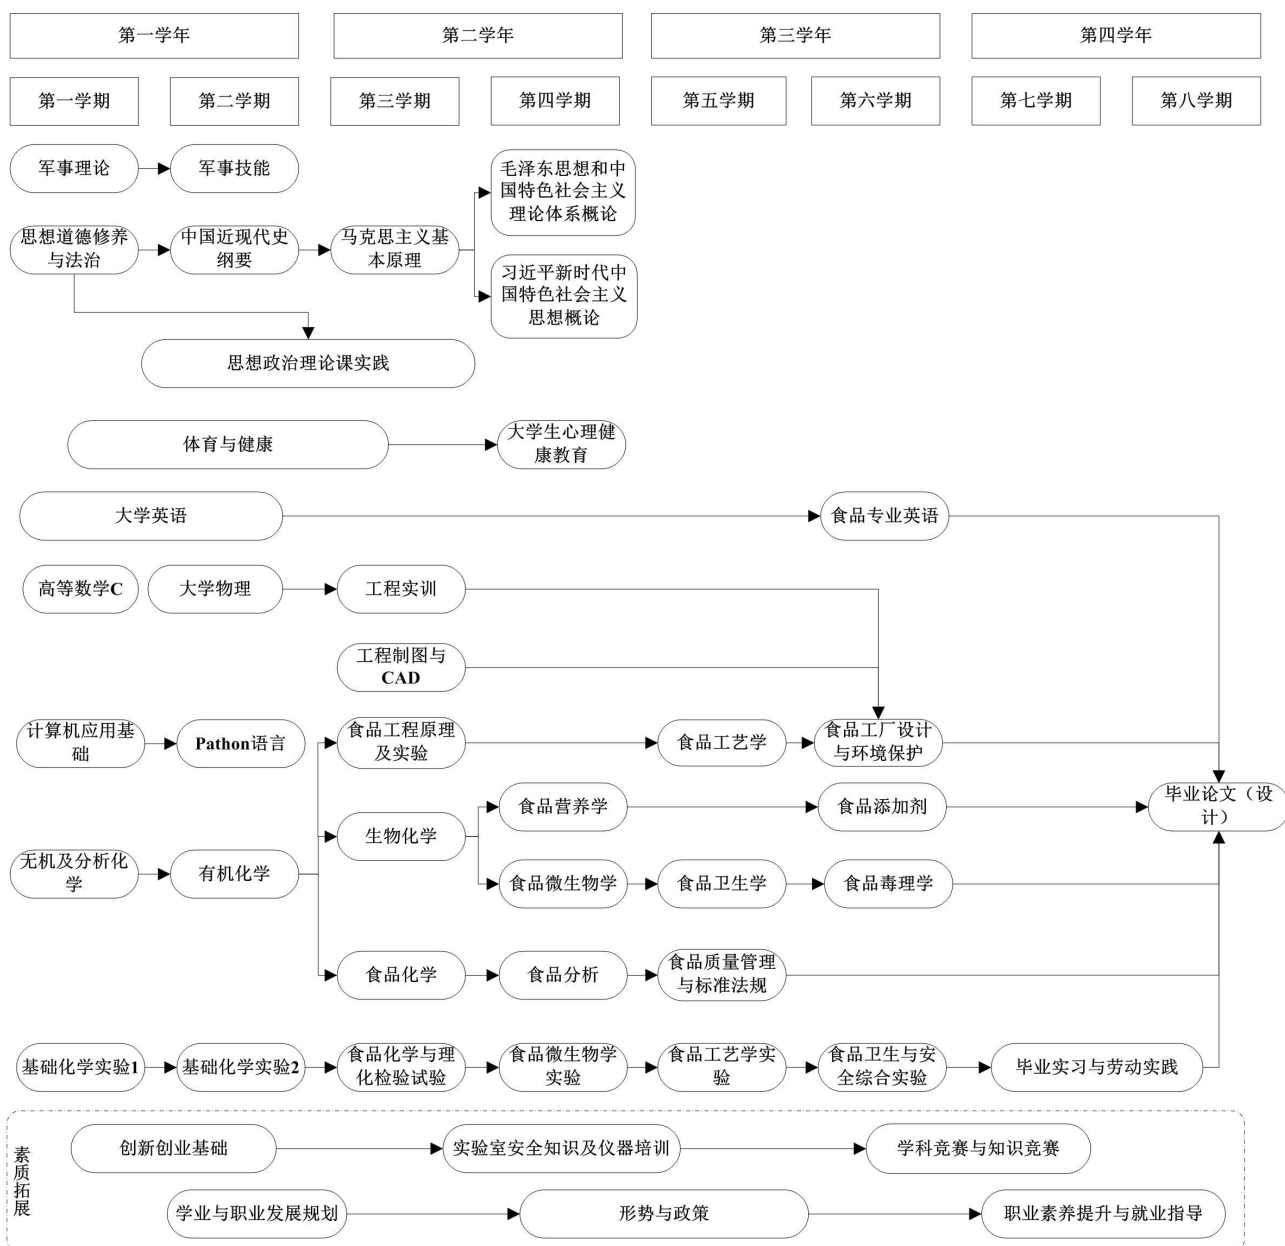 第一学年
第二学年
第三学年
第四学年
第一学期
第二学期
第三学期
第四学期
第五学期
第六学期
第七学期
第八学期
军事理论
军事技能
毛泽东思想和中
国特色社会主义
理论体系概论
思想道德修养
与法治
中国近现代史
纲要
马克思主义基
本原理
习近平新时代中
国特色社会主义
思想概论
思想政治理论课实践
体育与健康
大学生心理健
康教育
大学英语
食品专业英语
高等数学C
大学物理
工程实训
工程制图与
CAD
计算机应用基
础
Pathon语言
食品工程原理
及实验
食品工艺学
食品工厂设计
与环境保护
毕业论文（设
计）
生物化学
食品营养学
食品添加剂
无机及分析化
学
有机化学
食品微生物学
食品卫生学
食品毒理学
食品化学
食品分析
食品质量管理
与标准法规
基础化学实验1
基础化学实验2
食品化学与理
化检验试验
食品微生物学
实验
食品工艺学实
验
食品卫生与安
全综合实验
毕业实习与劳动实践
素质拓展
创新创业基础
实验室安全知识及仪器培训
学科竞赛与知识竞赛
学业与职业发展规划
形势与政策
职业素养提升与就业指导